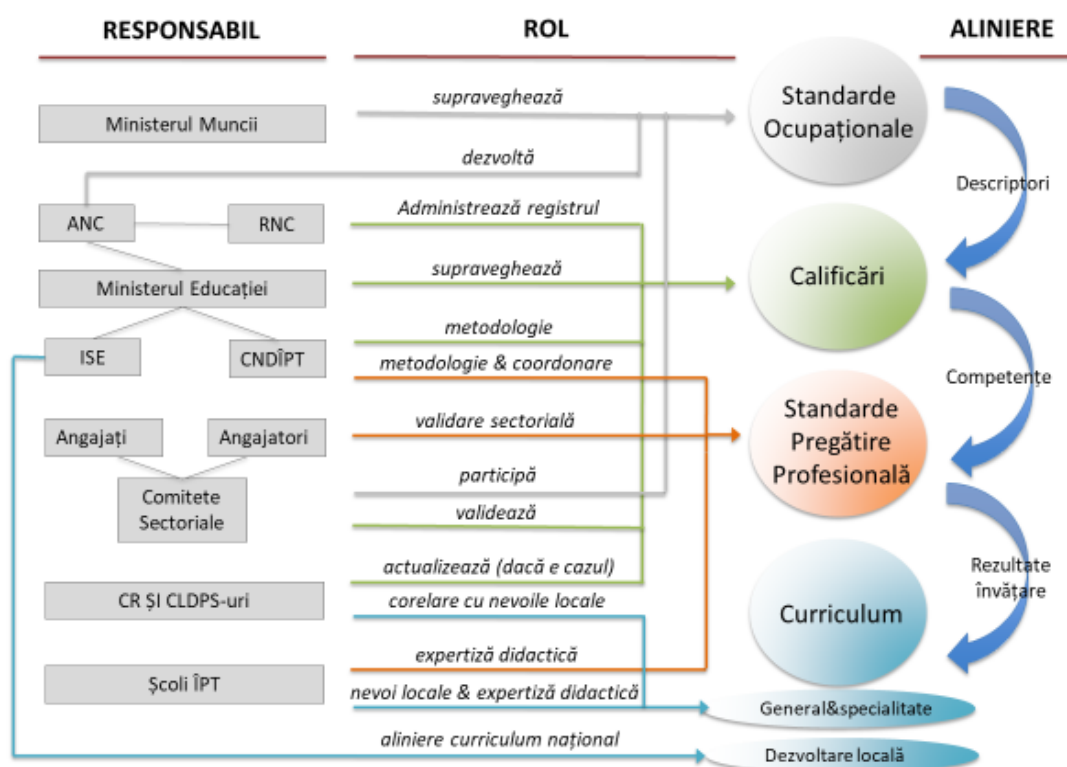 RESPONSABIL
ROL
ALINIERE
Ministerul Muncii
supraveghează
Standarde
Ocupaționale
dezvoltă
Descriptori
ANC
RNC
Administrează registrul
Ministerul Educației
supraveghează
Calificări
ISE
CNDÎPT
metodologie
metodologie & coordonare
Competențe
Angajați
Angajatori
validare sectorială
Standarde
Pregătire
Profesională
Comitete
Sectoriale
participă
validează
CR ȘI CLDPS-uri
actualizează (dacă e cazul)
corelare cu nevoile locale
Curriculum
Rezultate
învățare
Școli ÎPT
expertiză didactică
nevoi locale & expertiză didactică
General&specialitate
aliniere curriculum național
Dezvoltare locală